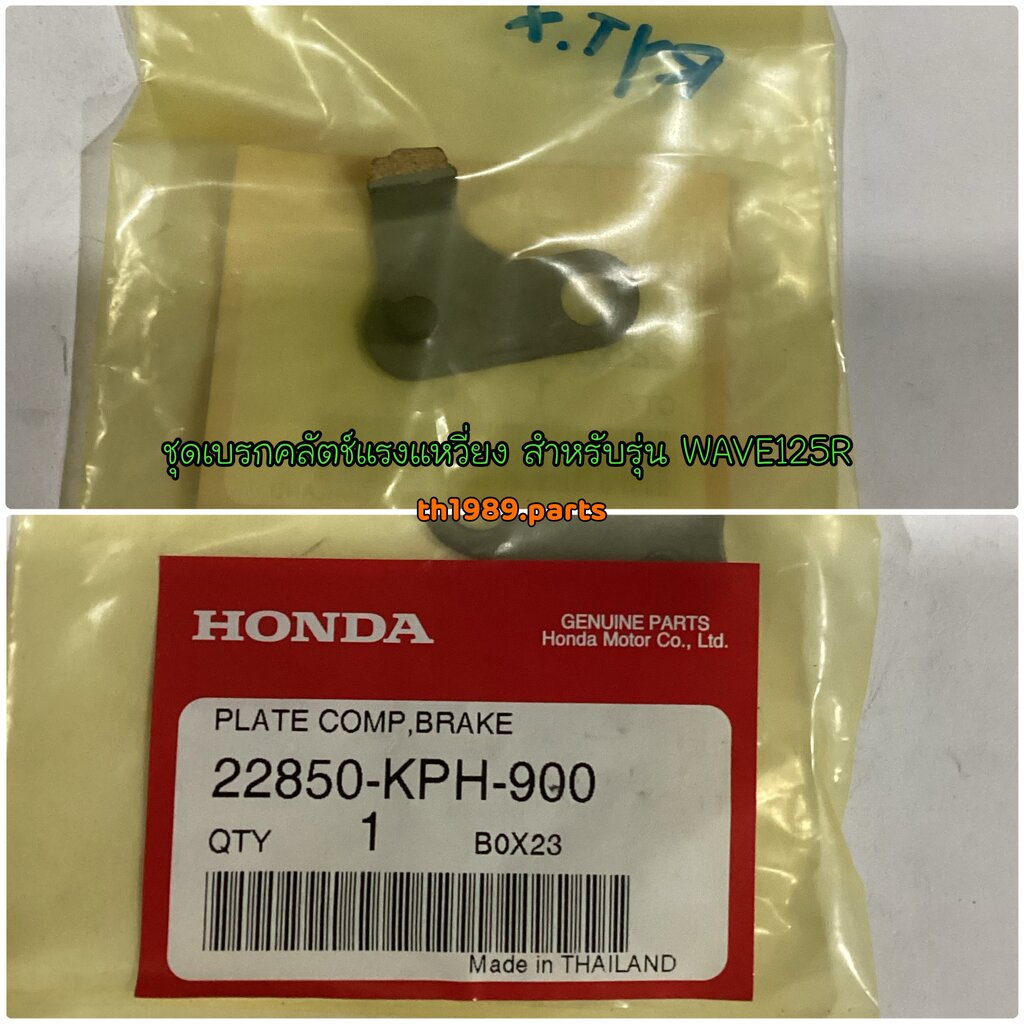 ชุดเบรกคลัตช์แรงแหวี่ยง สำหรับรุ่น WAVE125R
th1989.parts
HONDA
GENUINE PARTS
Honda Motor Co., Ltd.
PLATE COMP,BRAKE
22850-KPH-900
QTY 1 B0X23
Made in THAILAND